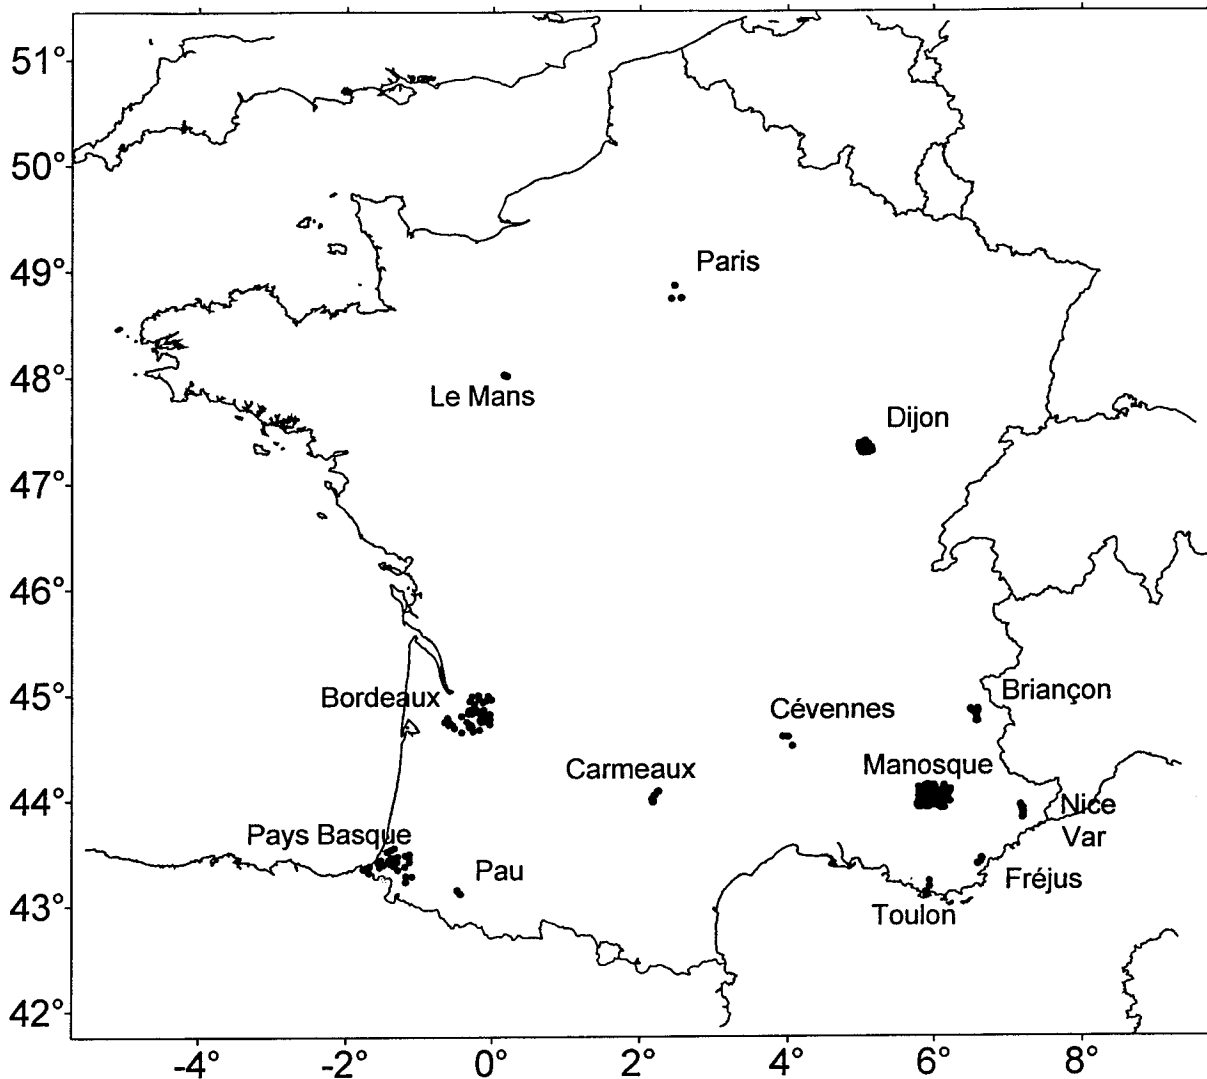 51°
50°
49°
48°
47°
46°
45°
44°
43°
42°
Paris
Le Mans
Dijon
Bordeaux
Briançon
Cévennes
Carmeaux
Manosque
Nice
Var
Pays Basque
Pau
Fréjus
Toulon
-4°
-2°
0°
2°
4°
6°
8°